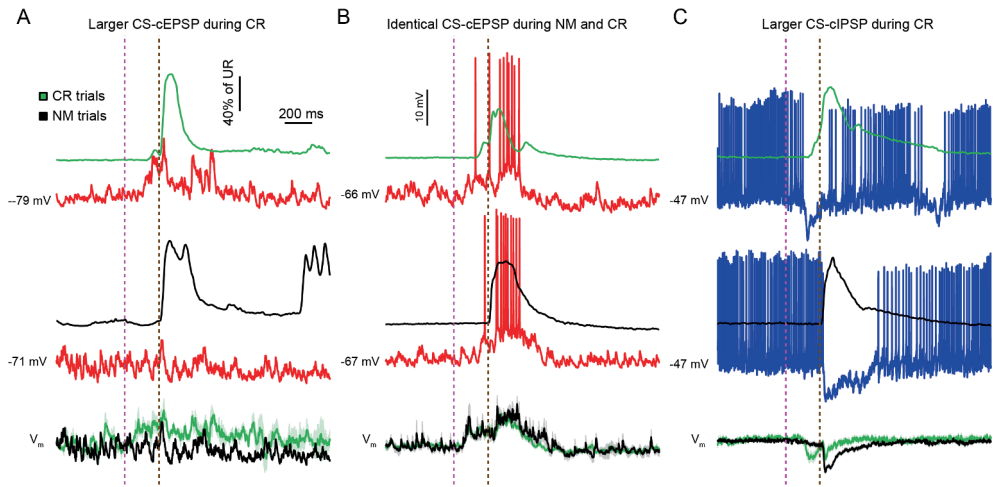 A
Larger CS-cEPSP during CR
B
Identical CS-cEPSP during NM and CR
C
Larger CS-cIPSP during CR
CR trials
NM trials
40% of UR
200 ms
10 mV
--79 mV
-66 mV
-47 mV
-71 mV
-67 mV
-47 mV
Vm
Vm
Vm